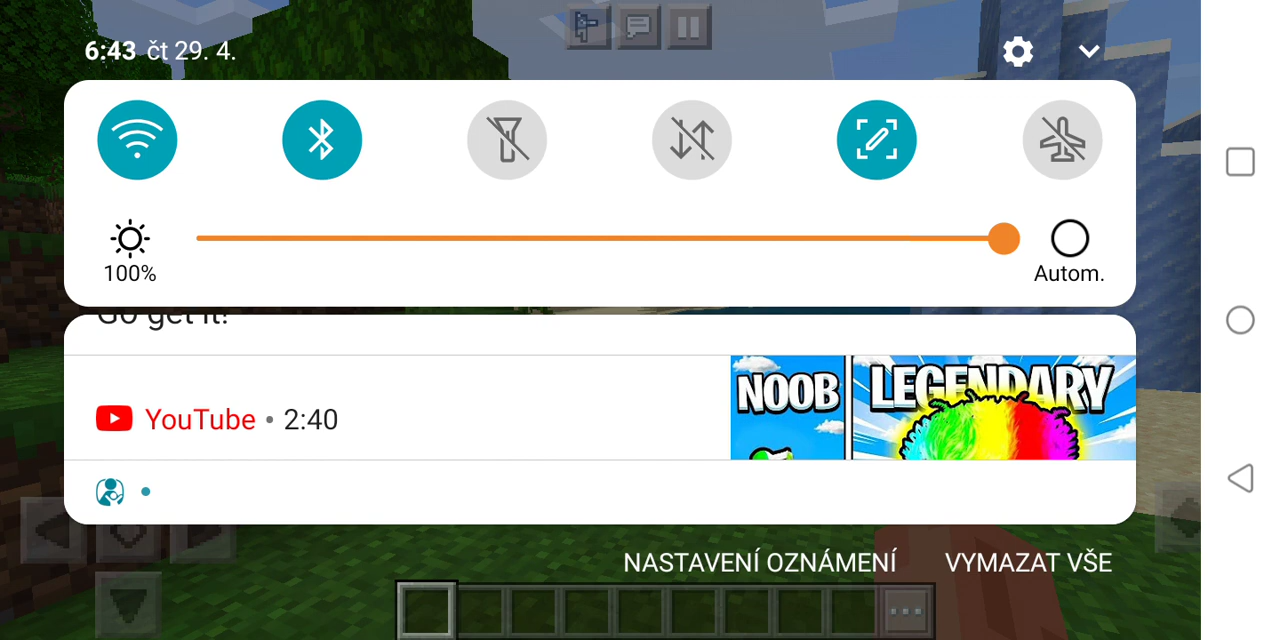 6:43 čt 29. 4.
100%
Autom.
Go get it!
YouTube • 2:40
NOOB
LEGENDARY
NASTAVENÍ OZNÁMENÍ
VYMAZAT VŠE